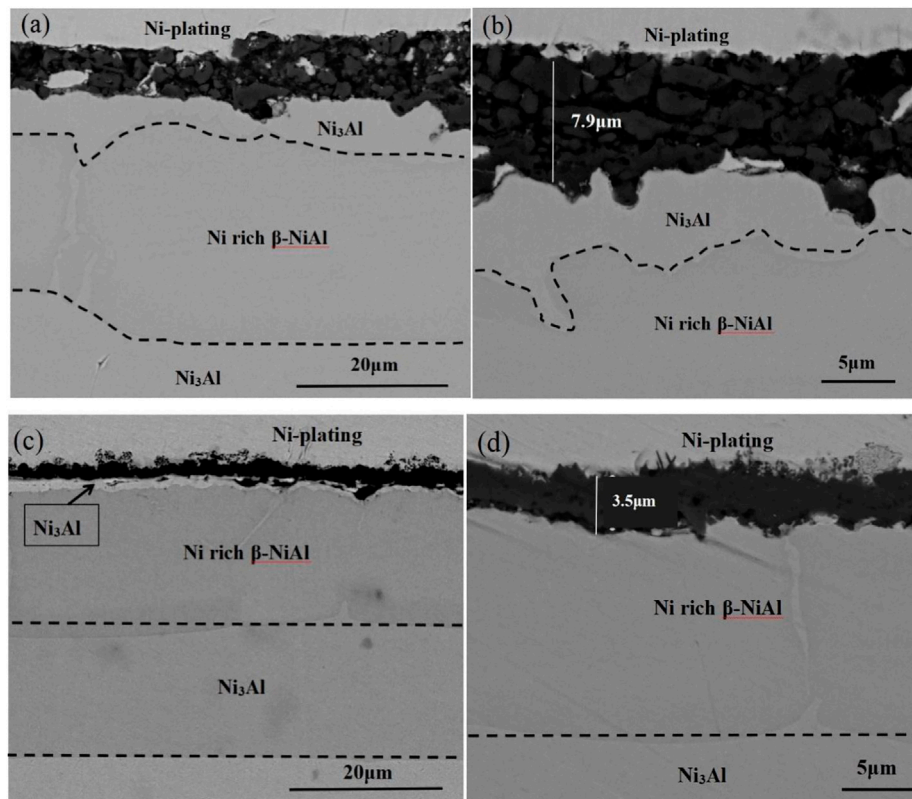 (a)
Ni-plating
Ni₃Al
Ni rich β-NiAl
Ni₃Al
20μm
(b)
Ni-plating
7.9μm
Ni₃Al
Ni rich β-NiAl
5μm
(c)
Ni-plating
Ni₃Al
Ni rich β-NiAl
Ni₃Al
20μm
(d)
Ni-plating
3.5μm
Ni rich β-NiAl
Ni₃Al
5μm